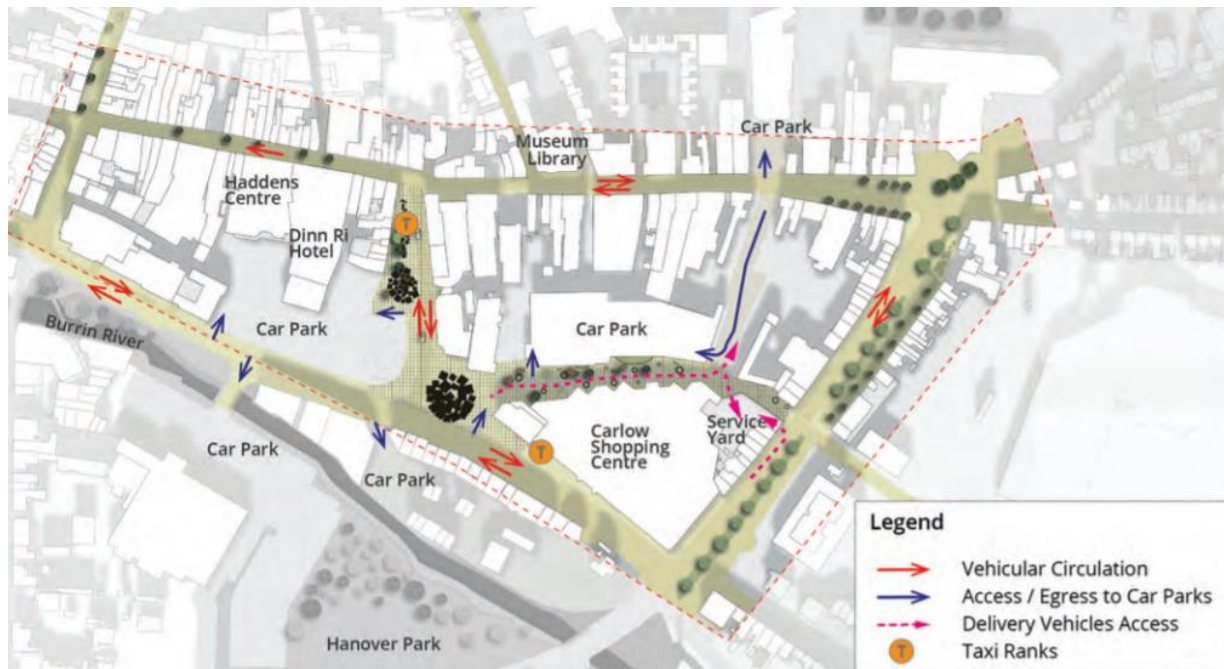 Car Park
Museum
Library
Haddens
Centre
T
Dinn Ri
Hotel
Car Park
Car Park
Burrin River
Car Park
Car Park
Carlow
Shopping
Centre
Service
Yard
T
Hanover Park
Legend
Vehicular Circulation
Access / Egress to Car Parks
Delivery Vehicles Access
T
Taxi Ranks